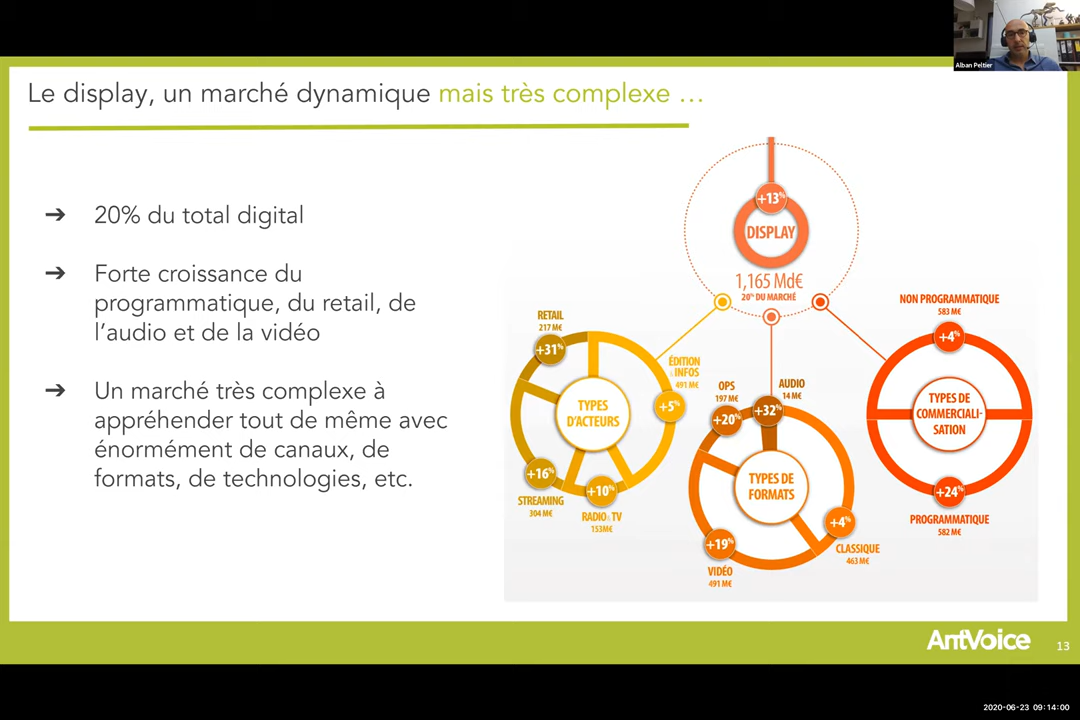 Alban Peltier
Le display, un marché dynamique mais très complexe ...
➔ 20% du total digital
➔ Forte croissance du
programmatique, du retail, de
l'audio et de la vidéo
➔ Un marché très complexe à
appréhender tout de même avec
énormément de canaux, de
formats, de technologies, etc.
+13%
DISPLAY
1,165 Md€
20% DU MARCHÉ
RETAIL
217 M€
+31%
ÉDITION
INFOS
491 M€
+5%
TYPES
D'ACTEURS
+16%
STREAMING
304 M€
+10%
RADIO TV
153M€
OPS
197 M€
+20%
AUDIO
14 M€
+32%
TYPES DE
FORMATS
+4%
CLASSIQUE
463 M€
+19%
VIDÉO
491 M€
NON PROGRAMMATIQUE
583 M€
+4%
TYPES DE
COMMERCIALI-
SATION
+24%
PROGRAMMATIQUE
582 M€
AntVoice
13
2020-06-23 09:14:00